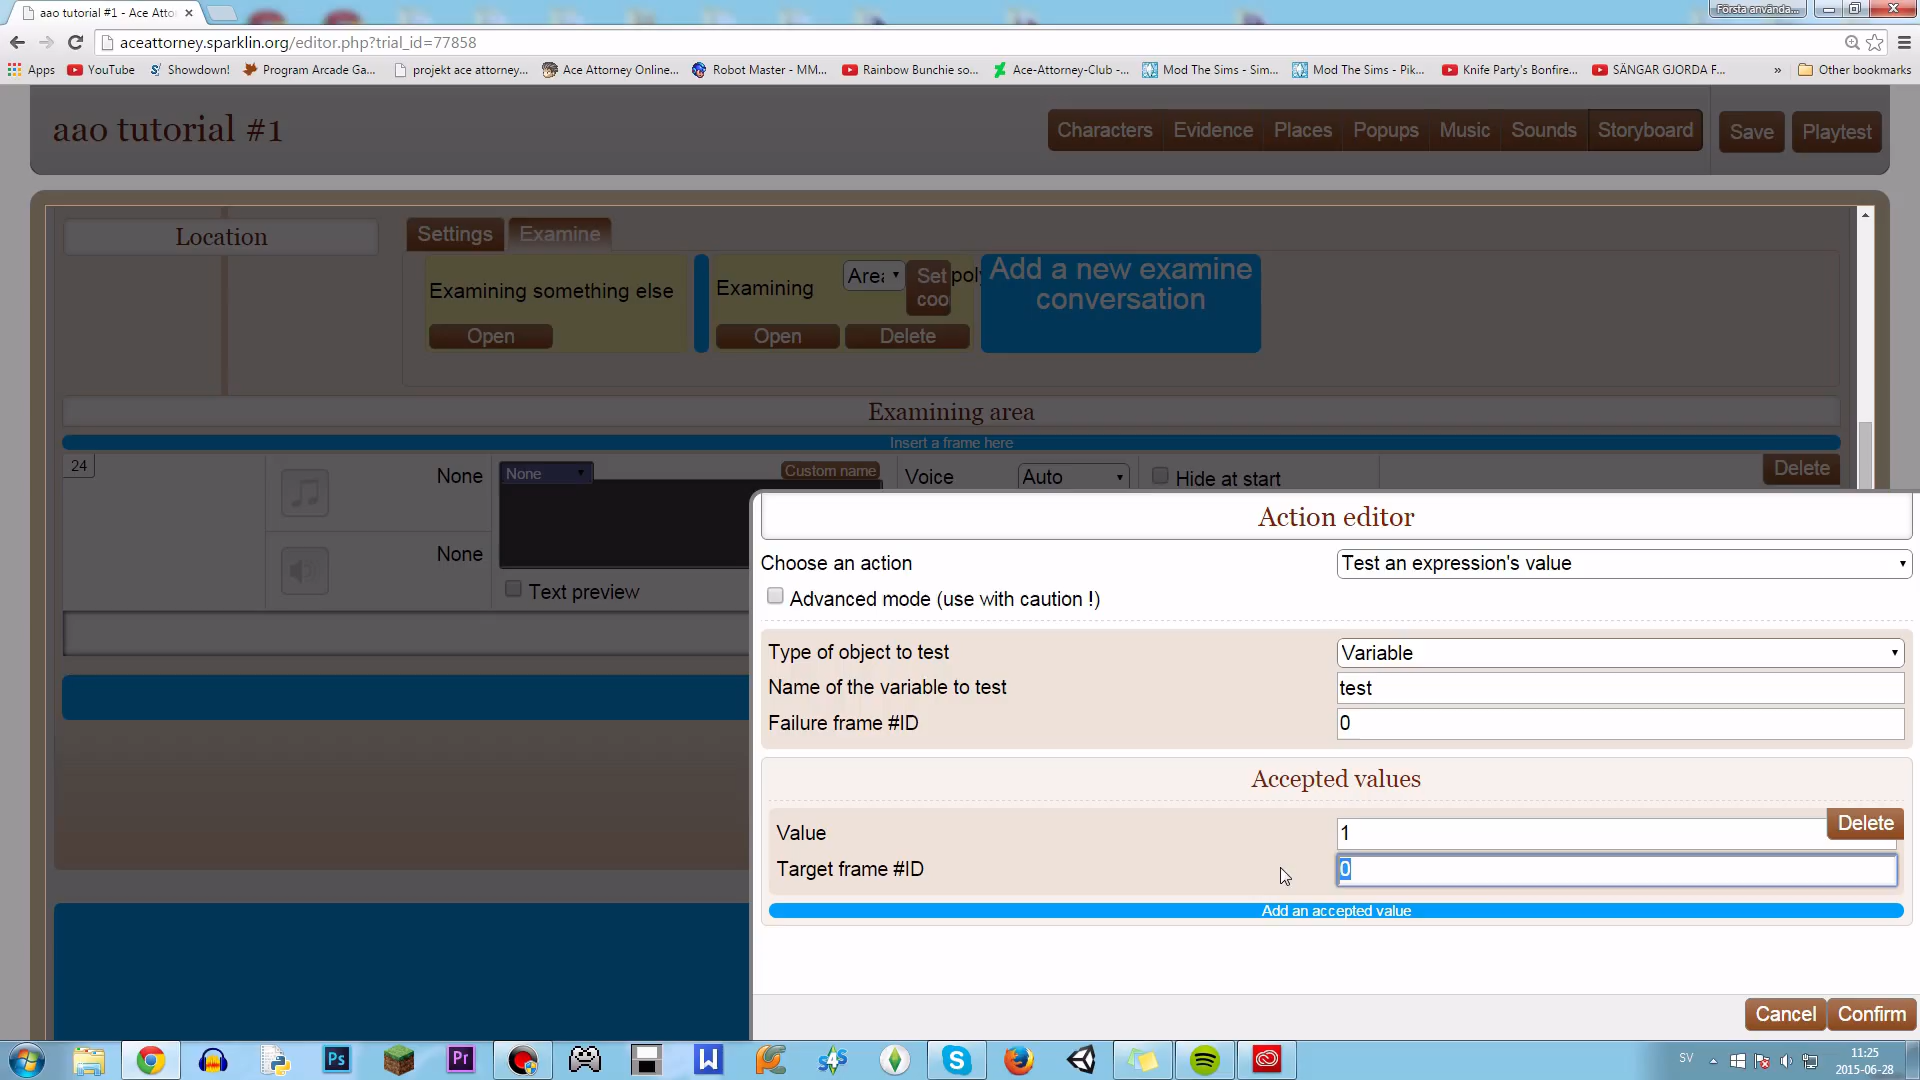 aao tutorial #1 - Ace Atto
Första använda...
aceattorney.sparklin.org/editor.php?trial_id=77858
Apps YouTube Showdown! Program Arcade Ga... projekt ace attorney... Ace Attorney Online... Robot Master - MM... Rainbow Bunchie so... Ace-Attorney-Club -... Mod The Sims - Sim... Mod The Sims - Pik... Knife Party's Bonfire... SÄNGAR GJORDA F... » Other bookmarks
aao tutorial #1
Characters Evidence Places Popups Music Sounds Storyboard Save Playtest
Location
Settings Examine
Examining something else
Open
Examining
Area
Set
coo
pol
Open Delete
Add a new examine
conversation
Examining area
Insert a frame here
24
None
None
None
Custom name
Voice Auto
Hide at start
Delete
Text preview
Action editor
Choose an action Test an expression's value
Advanced mode (use with caution !)
Type of object to test Variable
Name of the variable to test test
Failure frame #ID 0
Accepted values
Value 1
Delete
Target frame #ID 0
Add an accepted value
Cancel Confirm
Ps
Pr
W
SV
11:25
2015-06-28